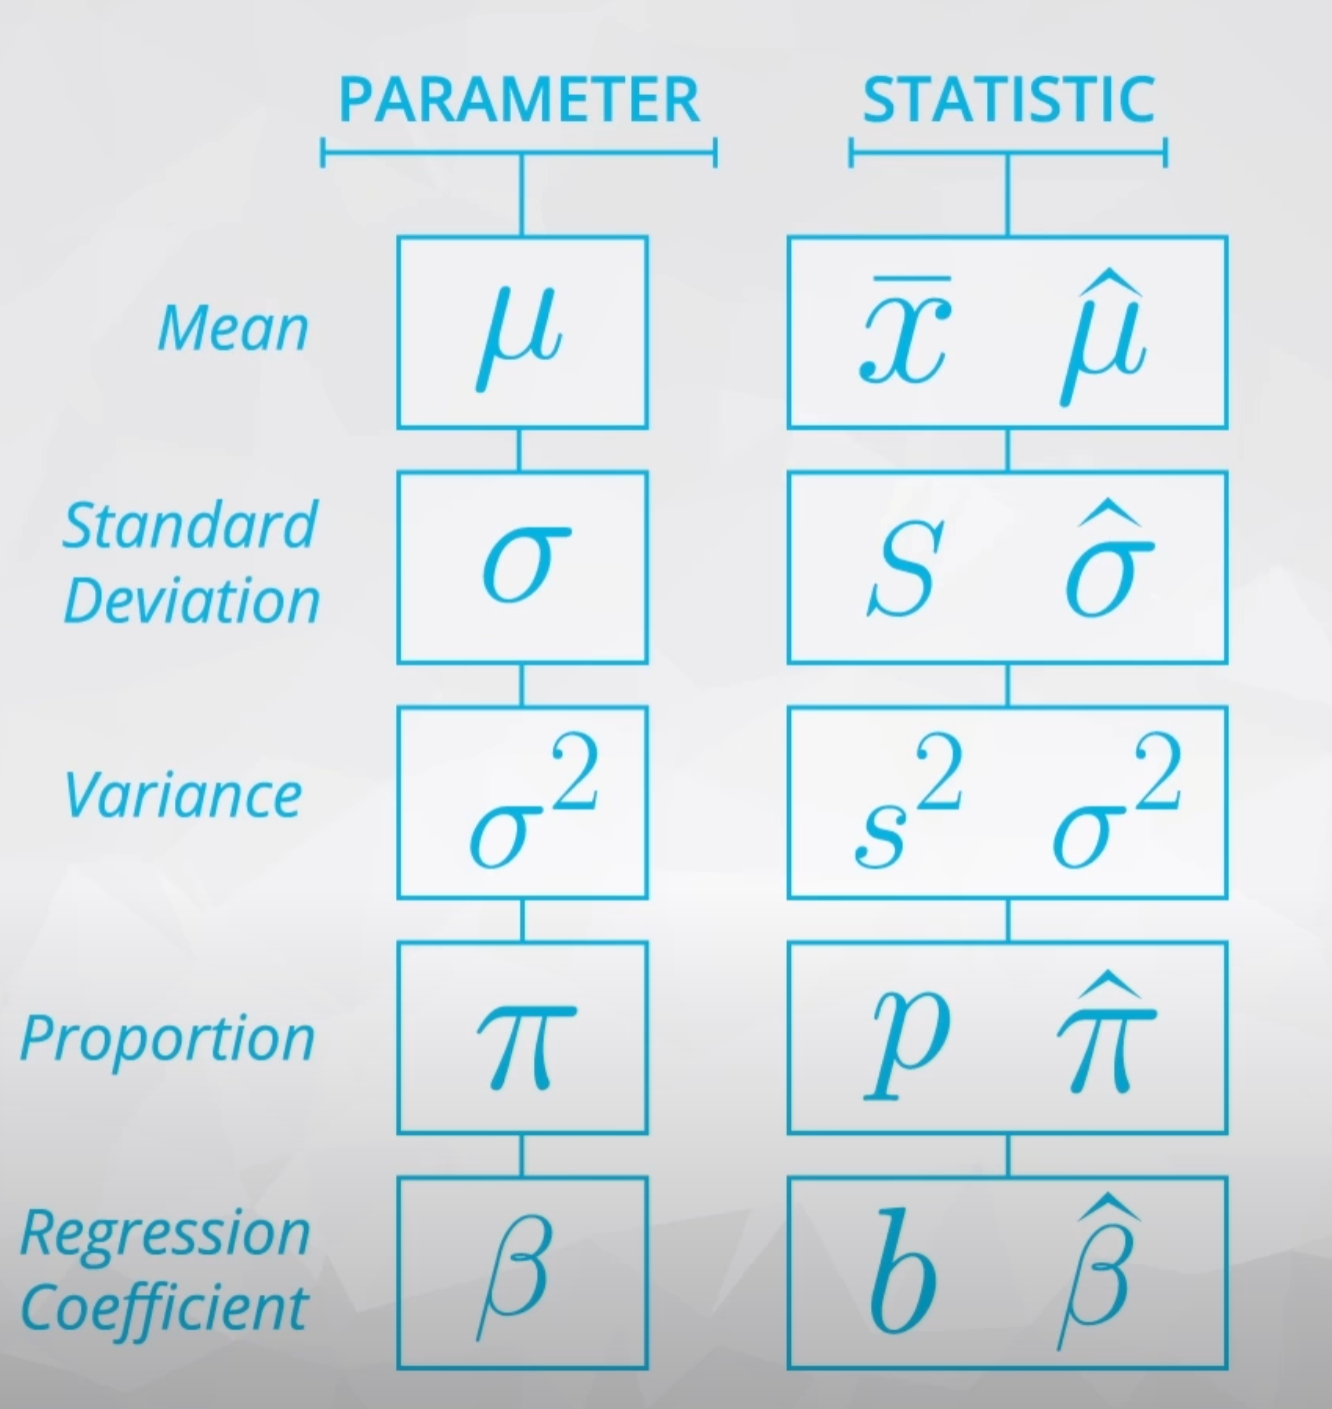 PARAMETER STATISTIC
Mean μ x̄ μ̂
Standard
Deviation σ S σ̂
Variance σ² s² σ²
Proportion π p π̂
Regression
Coefficient β b β̂